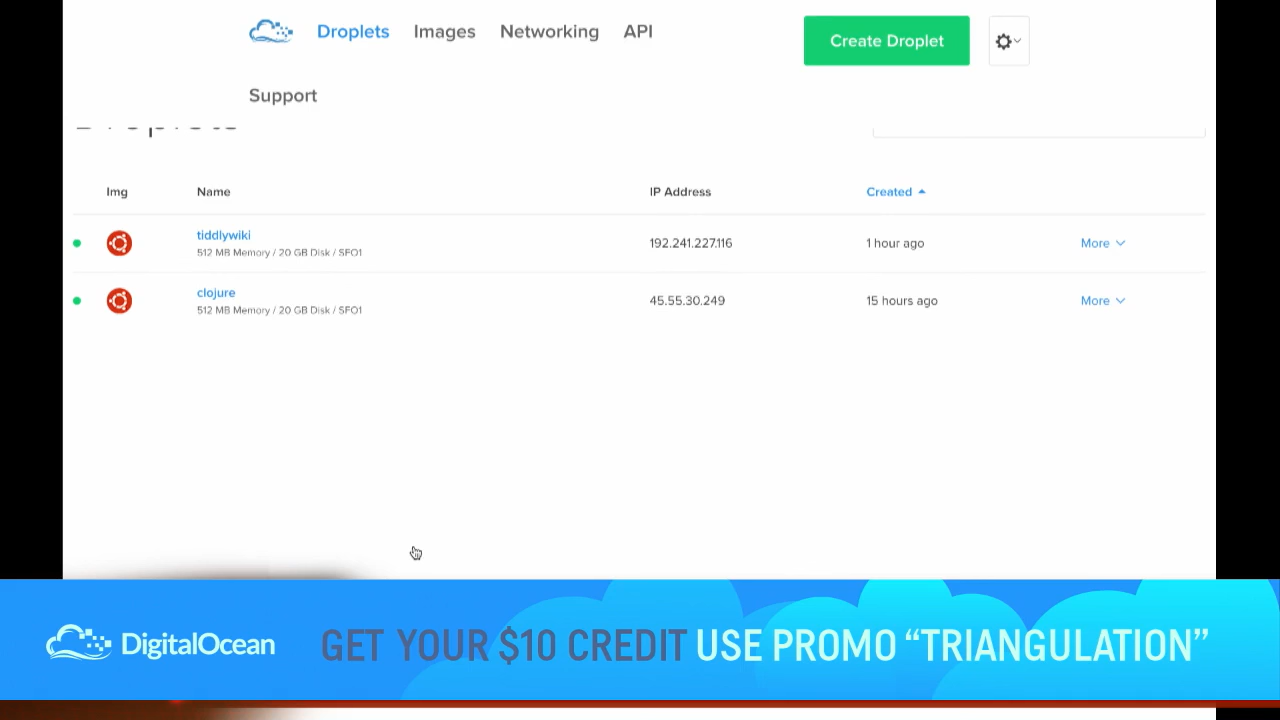 Droplets Images Networking API
Create Droplet
Support
Droplets
Img Name IP Address Created
tiddlywiki
512 MB Memory / 20 GB Disk / SFO1
192.241.227.116 1 hour ago More
clojure
512 MB Memory / 20 GB Disk / SFO1
45.55.30.249 15 hours ago More
DigitalOcean GET YOUR $10 CREDIT USE PROMO “TRIANGULATION”